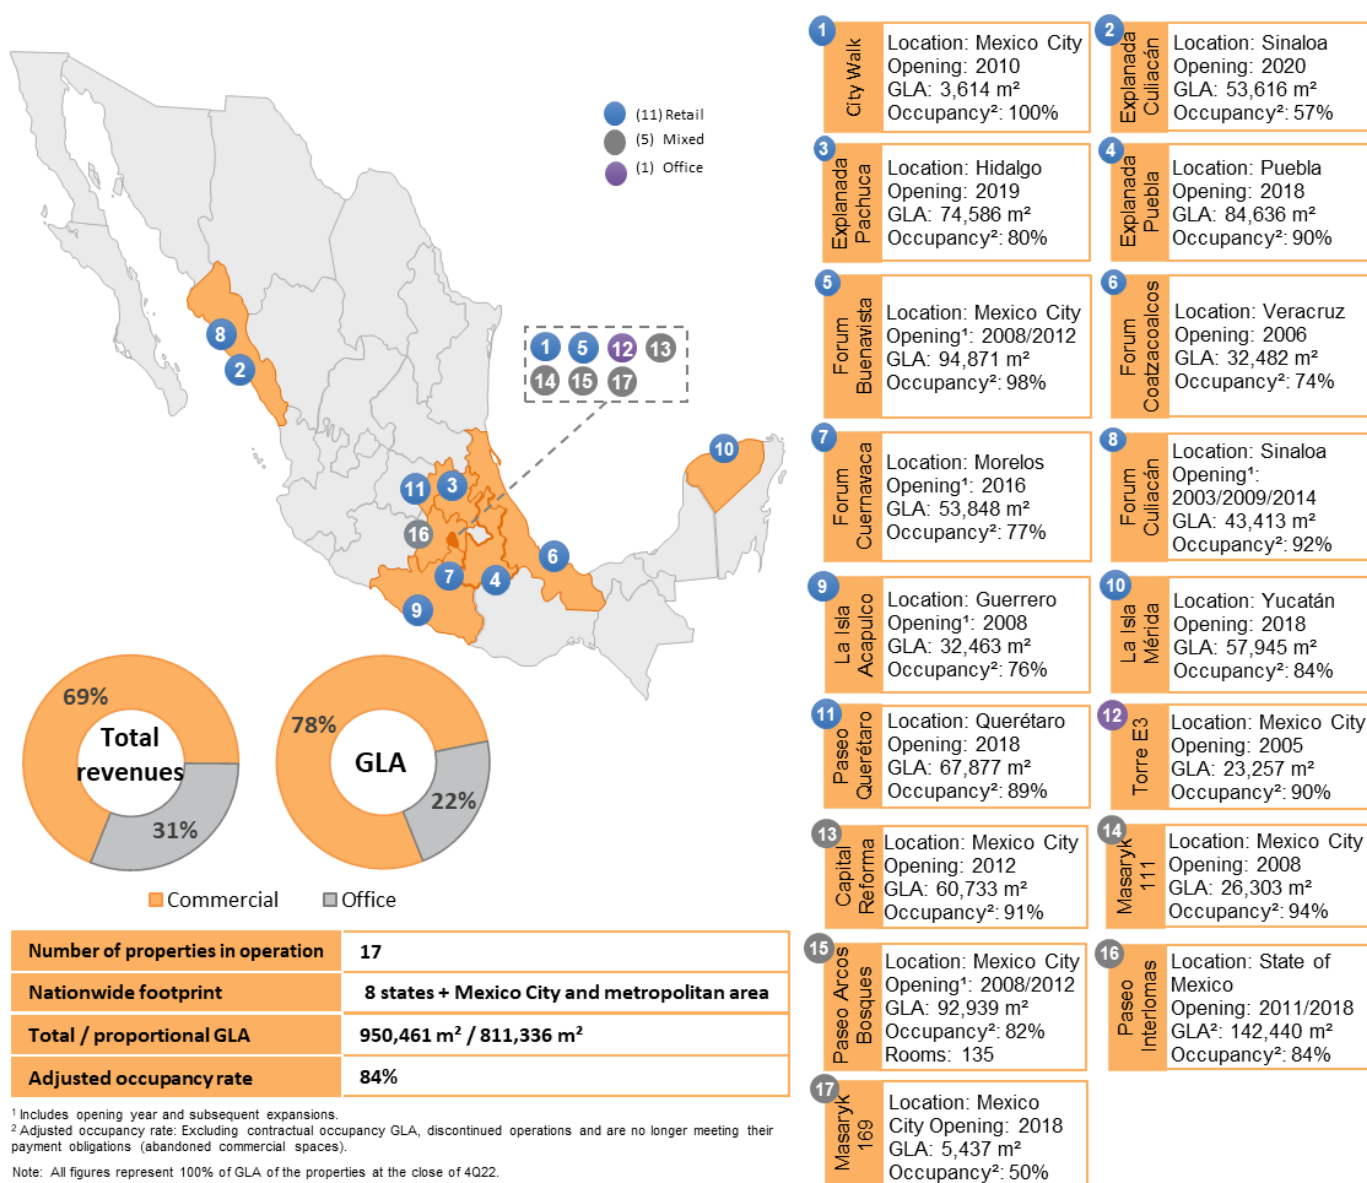 (11) Retail
(5) Mixed
(1) Office
8
2
1 5 12 13
14 15 17
10
11 3
16
6
7 4
9
69%
Total
revenues
31%
78%
GLA
22%
Commercial Office
Number of properties in operation 17
Nationwide footprint 8 states + Mexico City and metropolitan area
Total / proportional GLA 950,461 m² / 811,336 m²
Adjusted occupancy rate 84%
¹ Includes opening year and subsequent expansions.
² Adjusted occupancy rate: Excluding contractual occupancy GLA, discontinued operations and are no longer meeting their
payment obligations (abandoned commercial spaces).
Note: All figures represent 100% of GLA of the properties at the close of 4Q22.
1
City Walk
Location: Mexico City
Opening: 2010
GLA: 3,614 m²
Occupancy²: 100%
2
Explanada
Culiacán
Location: Sinaloa
Opening: 2020
GLA: 53,616 m²
Occupancy²: 57%
3
Explanada
Pachuca
Location: Hidalgo
Opening: 2019
GLA: 74,586 m²
Occupancy²: 80%
4
Explanada
Puebla
Location: Puebla
Opening: 2018
GLA: 84,636 m²
Occupancy²: 90%
5
Forum
Buenavista
Location: Mexico City
Opening¹: 2008/2012
GLA: 94,871 m²
Occupancy²: 98%
6
Forum
Coatzacoalcos
Location: Veracruz
Opening: 2006
GLA: 32,482 m²
Occupancy²: 74%
7
Forum
Cuernavaca
Location: Morelos
Opening¹: 2016
GLA: 53,848 m²
Occupancy²: 77%
8
Forum
Culiacán
Location: Sinaloa
Opening¹:
2003/2009/2014
GLA: 43,413 m²
Occupancy²: 92%
9
La Isla
Acapulco
Location: Guerrero
Opening¹: 2008
GLA: 32,463 m²
Occupancy²: 76%
10
La Isla
Mérida
Location: Yucatán
Opening: 2018
GLA: 57,945 m²
Occupancy²: 84%
11
Paseo
Querétaro
Location: Querétaro
Opening: 2018
GLA: 67,877 m²
Occupancy²: 89%
12
Torre E3
Location: Mexico City
Opening: 2005
GLA: 23,257 m²
Occupancy²: 90%
13
Capital
Reforma
Location: Mexico City
Opening: 2012
GLA: 60,733 m²
Occupancy²: 91%
14
Masaryk
111
Location: Mexico City
Opening: 2008
GLA: 26,303 m²
Occupancy²: 94%
15
Paseo Arcos
Bosques
Location: Mexico City
Opening¹: 2008/2012
GLA: 92,939 m²
Occupancy²: 82%
Rooms: 135
16
Paseo
Interlomas
Location: State of
Mexico
Opening: 2011/2018
GLA²: 142,440 m²
Occupancy²: 84%
17
Masaryk
169
Location: Mexico
City Opening: 2018
GLA: 5,437 m²
Occupancy²: 50%